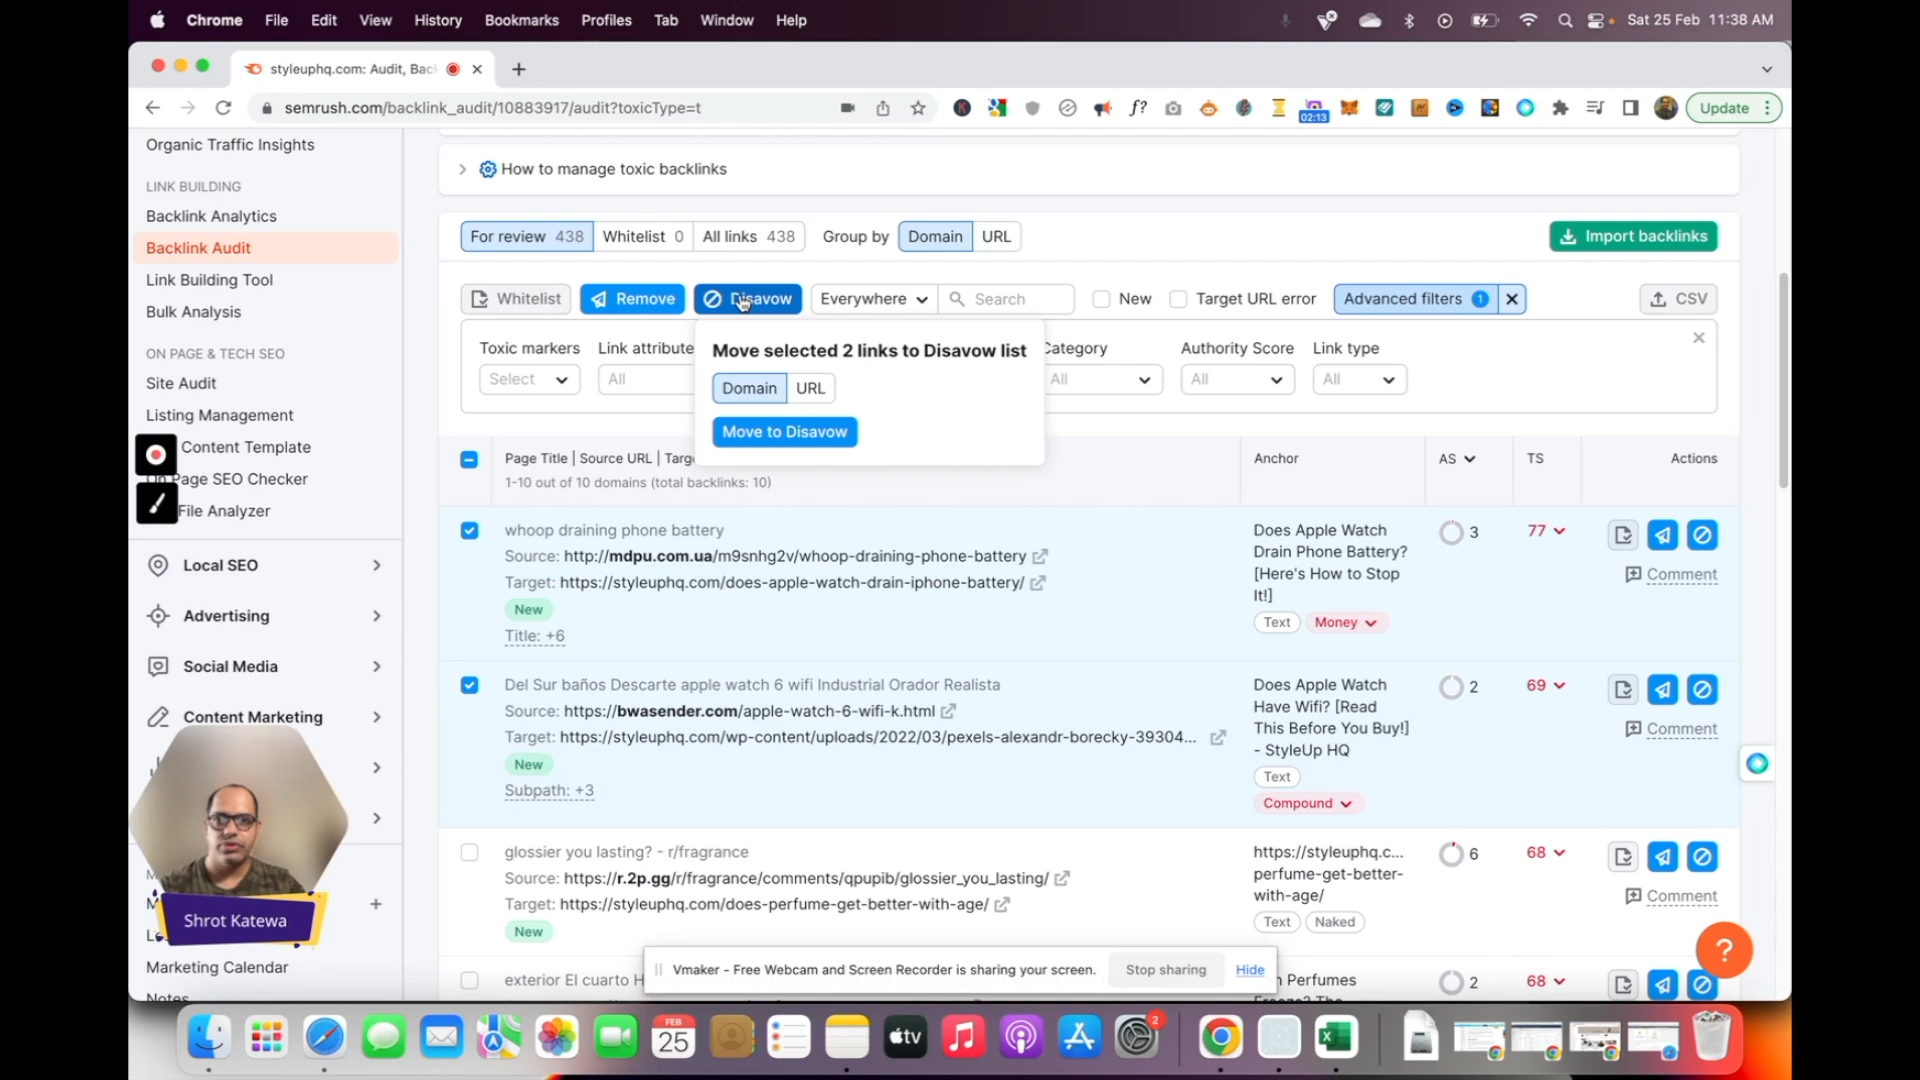 Chrome File Edit View History Bookmarks Profiles Tab Window Help
Sat 25 Feb 11:38 AM
styleuphq.com: Audit, Bac
semrush.com/backlink_audit/10883917/audit?toxicType=t
f?
02:13
Update
Organic Traffic Insights
LINK BUILDING
Backlink Analytics
Backlink Audit
Link Building Tool
Bulk Analysis
ON PAGE & TECH SEO
Site Audit
Listing Management
Content Template
Page SEO Checker
File Analyzer
Local SEO
Advertising
Social Media
Content Marketing
Shrot Katewa
Marketing Calendar
Notes
How to manage toxic backlinks
For review 438 Whitelist 0 All links 438 Group by Domain URL
Import backlinks
Whitelist Remove Disavow Everywhere Search New Target URL error Advanced filters 1 CSV
Toxic markers Link attribute Category Authority Score Link type
Select All All All All
Move selected 2 links to Disavow list
Domain URL
Move to Disavow
Page Title | Source URL | Targ Anchor AS TS Actions
1-10 out of 10 domains (total backlinks: 10)
whoop draining phone battery
Source: http://mdpu.com.ua/m9snhg2v/whoop-draining-phone-battery
Target: https://styleuphq.com/does-apple-watch-drain-iphone-battery/
New
Title: +6
Does Apple Watch
Drain Phone Battery?
[Here's How to Stop
It!]
Text Money
3 77
Comment
Del Sur baños Descarte apple watch 6 wifi Industrial Orador Realista
Source: https://bwasender.com/apple-watch-6-wifi-k.html
Target: https://styleuphq.com/wp-content/uploads/2022/03/pexels-alexandr-borecky-39304...
New
Subpath: +3
Does Apple Watch
Have Wifi? [Read
This Before You Buy!]
- StyleUp HQ
Text
Compound
2 69
Comment
glossier you lasting? - r/fragrance
Source: https://r.2p.gg/r/fragrance/comments/qpupib/glossier_you_lasting/
Target: https://styleuphq.com/does-perfume-get-better-with-age/
New
https://styleuphq.c...
perfume-get-better-
with-age/
Text Naked
6 68
Comment
exterior El cuarto H
Perfumes
2 68
?
Vmaker - Free Webcam and Screen Recorder is sharing your screen. Stop sharing Hide
FEB
25
tv
2